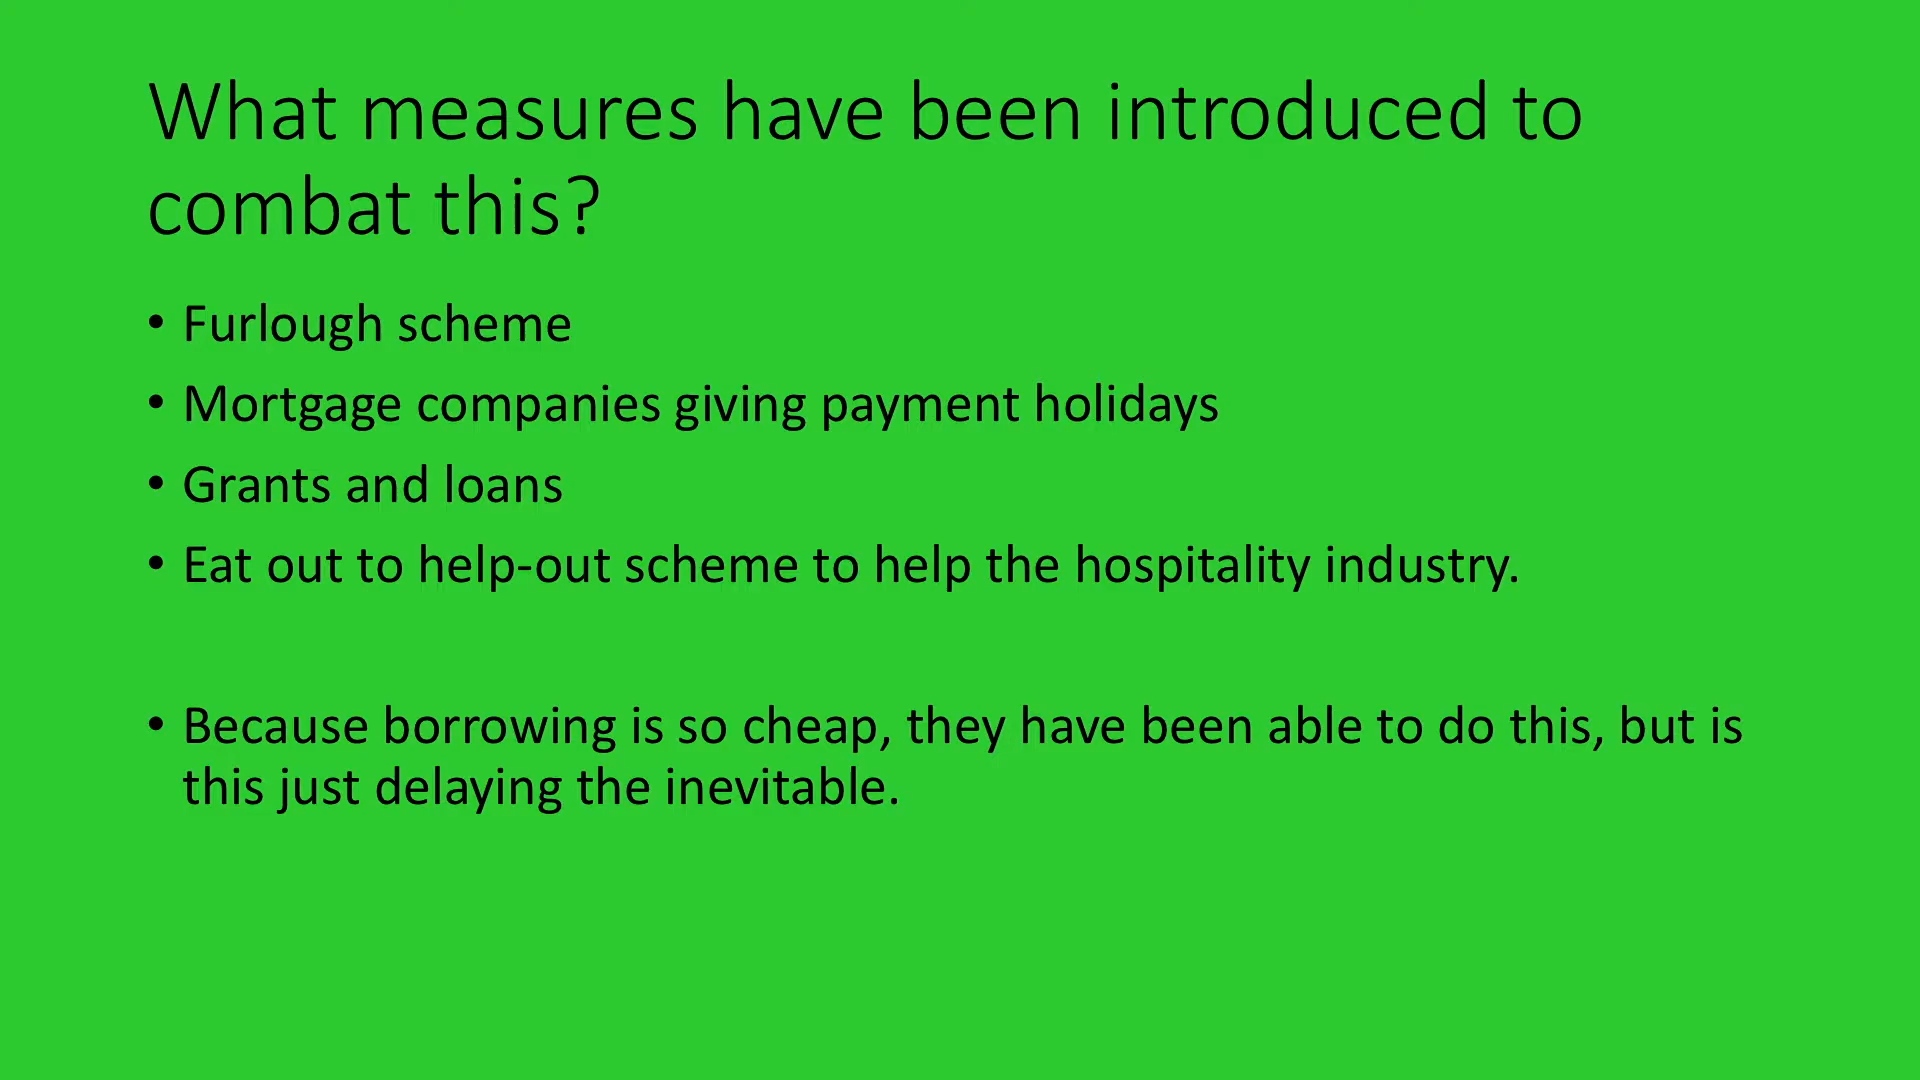 What measures have been introduced to
combat this?
• Furlough scheme
• Mortgage companies giving payment holidays
• Grants and loans
• Eat out to help-out scheme to help the hospitality industry.
• Because borrowing is so cheap, they have been able to do this, but is
this just delaying the inevitable.